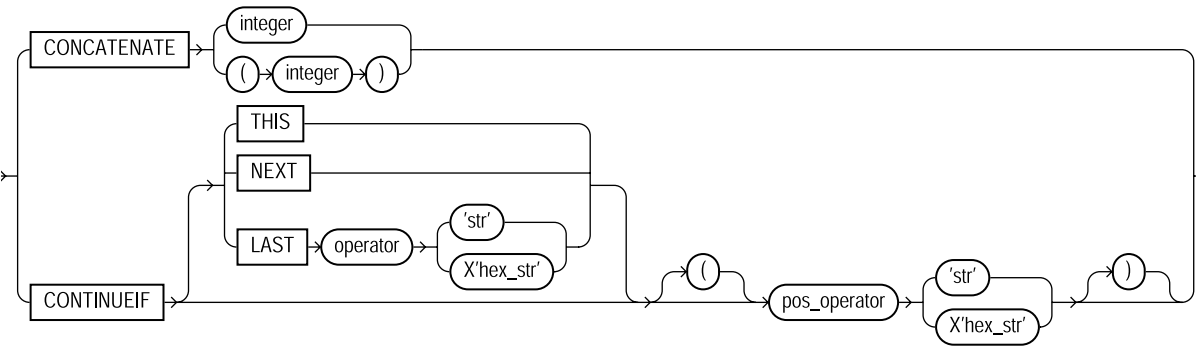 integer
CONCATENATE
( integer )
THIS
NEXT
LAST operator 'str'
X'hex_str'
CONTINUEIF ( pos_operator 'str' )
X'hex_str'